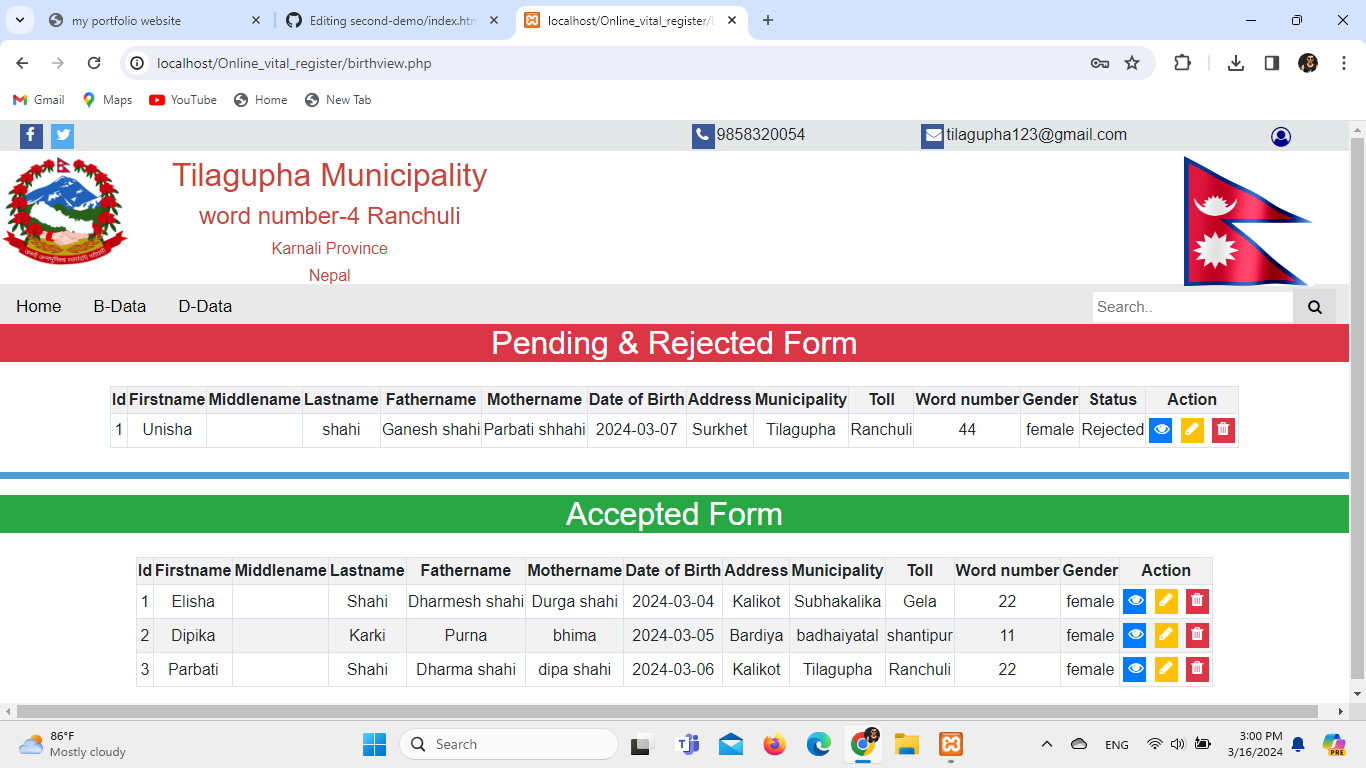 my portfolio website
Editing second-demo/index.htm
localhost/Online_vital_register/b
localhost/Online_vital_register/birthview.php
Gmail Maps YouTube Home New Tab
9858320054 tilagupha123@gmail.com
Tilagupha Municipality
word number-4 Ranchuli
Karnali Province
Nepal
Home B-Data D-Data Search..
Pending & Rejected Form
Id Firstname Middlename Lastname Fathername Mothername Date of Birth Address Municipality Toll Word number Gender Status Action
1 Unisha shahi Ganesh shahi Parbati shhahi 2024-03-07 Surkhet Tilagupha Ranchuli 44 female Rejected
Accepted Form
Id Firstname Middlename Lastname Fathername Mothername Date of Birth Address Municipality Toll Word number Gender Action
1 Elisha Shahi Dharmesh shahi Durga shahi 2024-03-04 Kalikot Subhakalika Gela 22 female
2 Dipika Karki Purna bhima 2024-03-05 Bardiya badhaiyatal shantipur 11 female
3 Parbati Shahi Dharma shahi dipa shahi 2024-03-06 Kalikot Tilagupha Ranchuli 22 female
86°F
Mostly cloudy
Search
ENG
3:00 PM
3/16/2024
PRE